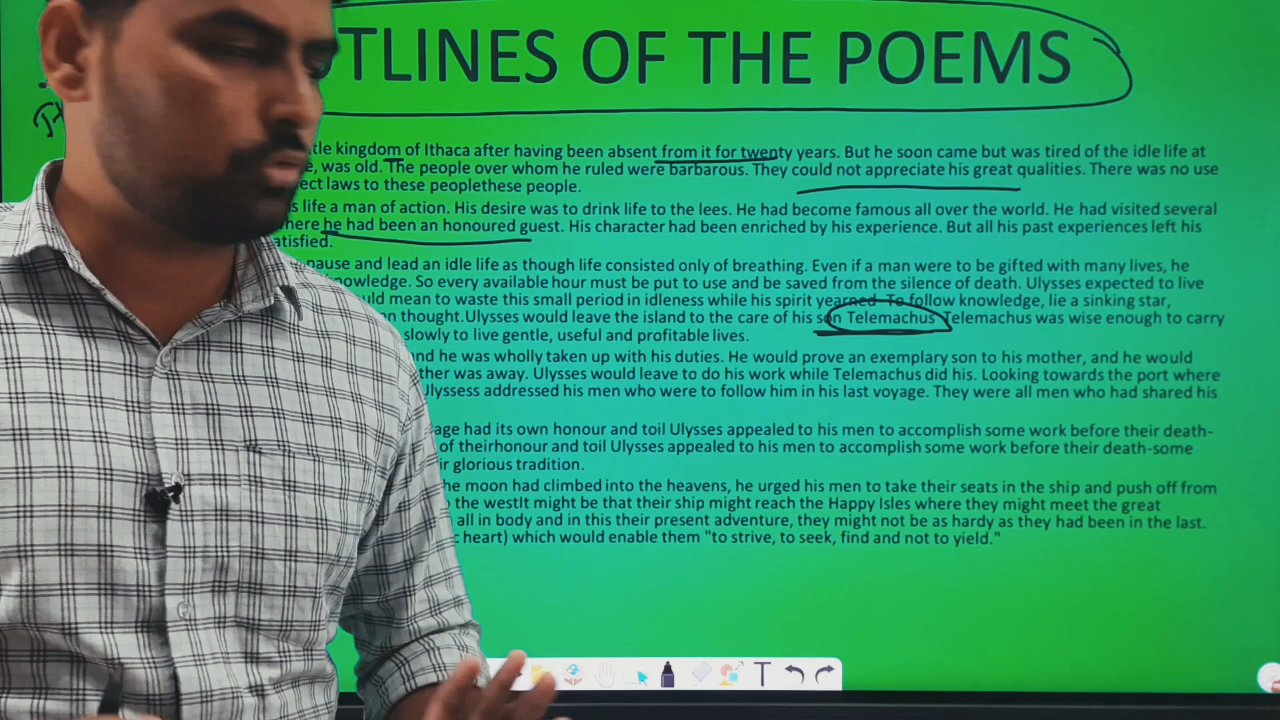 TLINES OF THE POEMS
tle kingdom of Ithaca after having been absent from it for twenty years. But he soon came but was tired of the idle life at
e, was old. The people over whom he ruled were barbarous. They could not appreciate his great qualities. There was no use
ect laws to these peoplethese people.
s life a man of action. His desire was to drink life to the lees. He had become famous all over the world. He had visited several
here he had been an honoured guest. His character had been enriched by his experience. But all his past experiences left his
atisfied.
pause and lead an idle life as though life consisted only of breathing. Even if a man were to be gifted with many lives, he
nowledge. So every available hour must be put to use and be saved from the silence of death. Ulysses expected to live
uld mean to waste this small period in idleness while his spirit yearned To follow knowledge, lie a sinking star,
n thought.Ulysses would leave the island to the care of his son Telemachus Telemachus was wise enough to carry
slowly to live gentle, useful and profitable lives.
nd he was wholly taken up with his duties. He would prove an exemplary son to his mother, and he would
ther was away. Ulysses would leave to do his work while Telemachus did his. Looking towards the port where
Ulyssess addressed his men who were to follow him in his last voyage. They were all men who had shared his
age had its own honour and toil Ulysses appealed to his men to accomplish some work before their death-
of theirhonour and toil Ulysses appealed to his men to accomplish some work before their death-some
ir glorious tradition.
he moon had climbed into the heavens, he urged his men to take their seats in the ship and push off from
the westIt might be that their ship might reach the Happy Isles where they might meet the great
all in body and in this their present adventure, they might not be as hardy as they had been in the last.
c heart) which would enable them "to strive, to seek, find and not to yield."
T